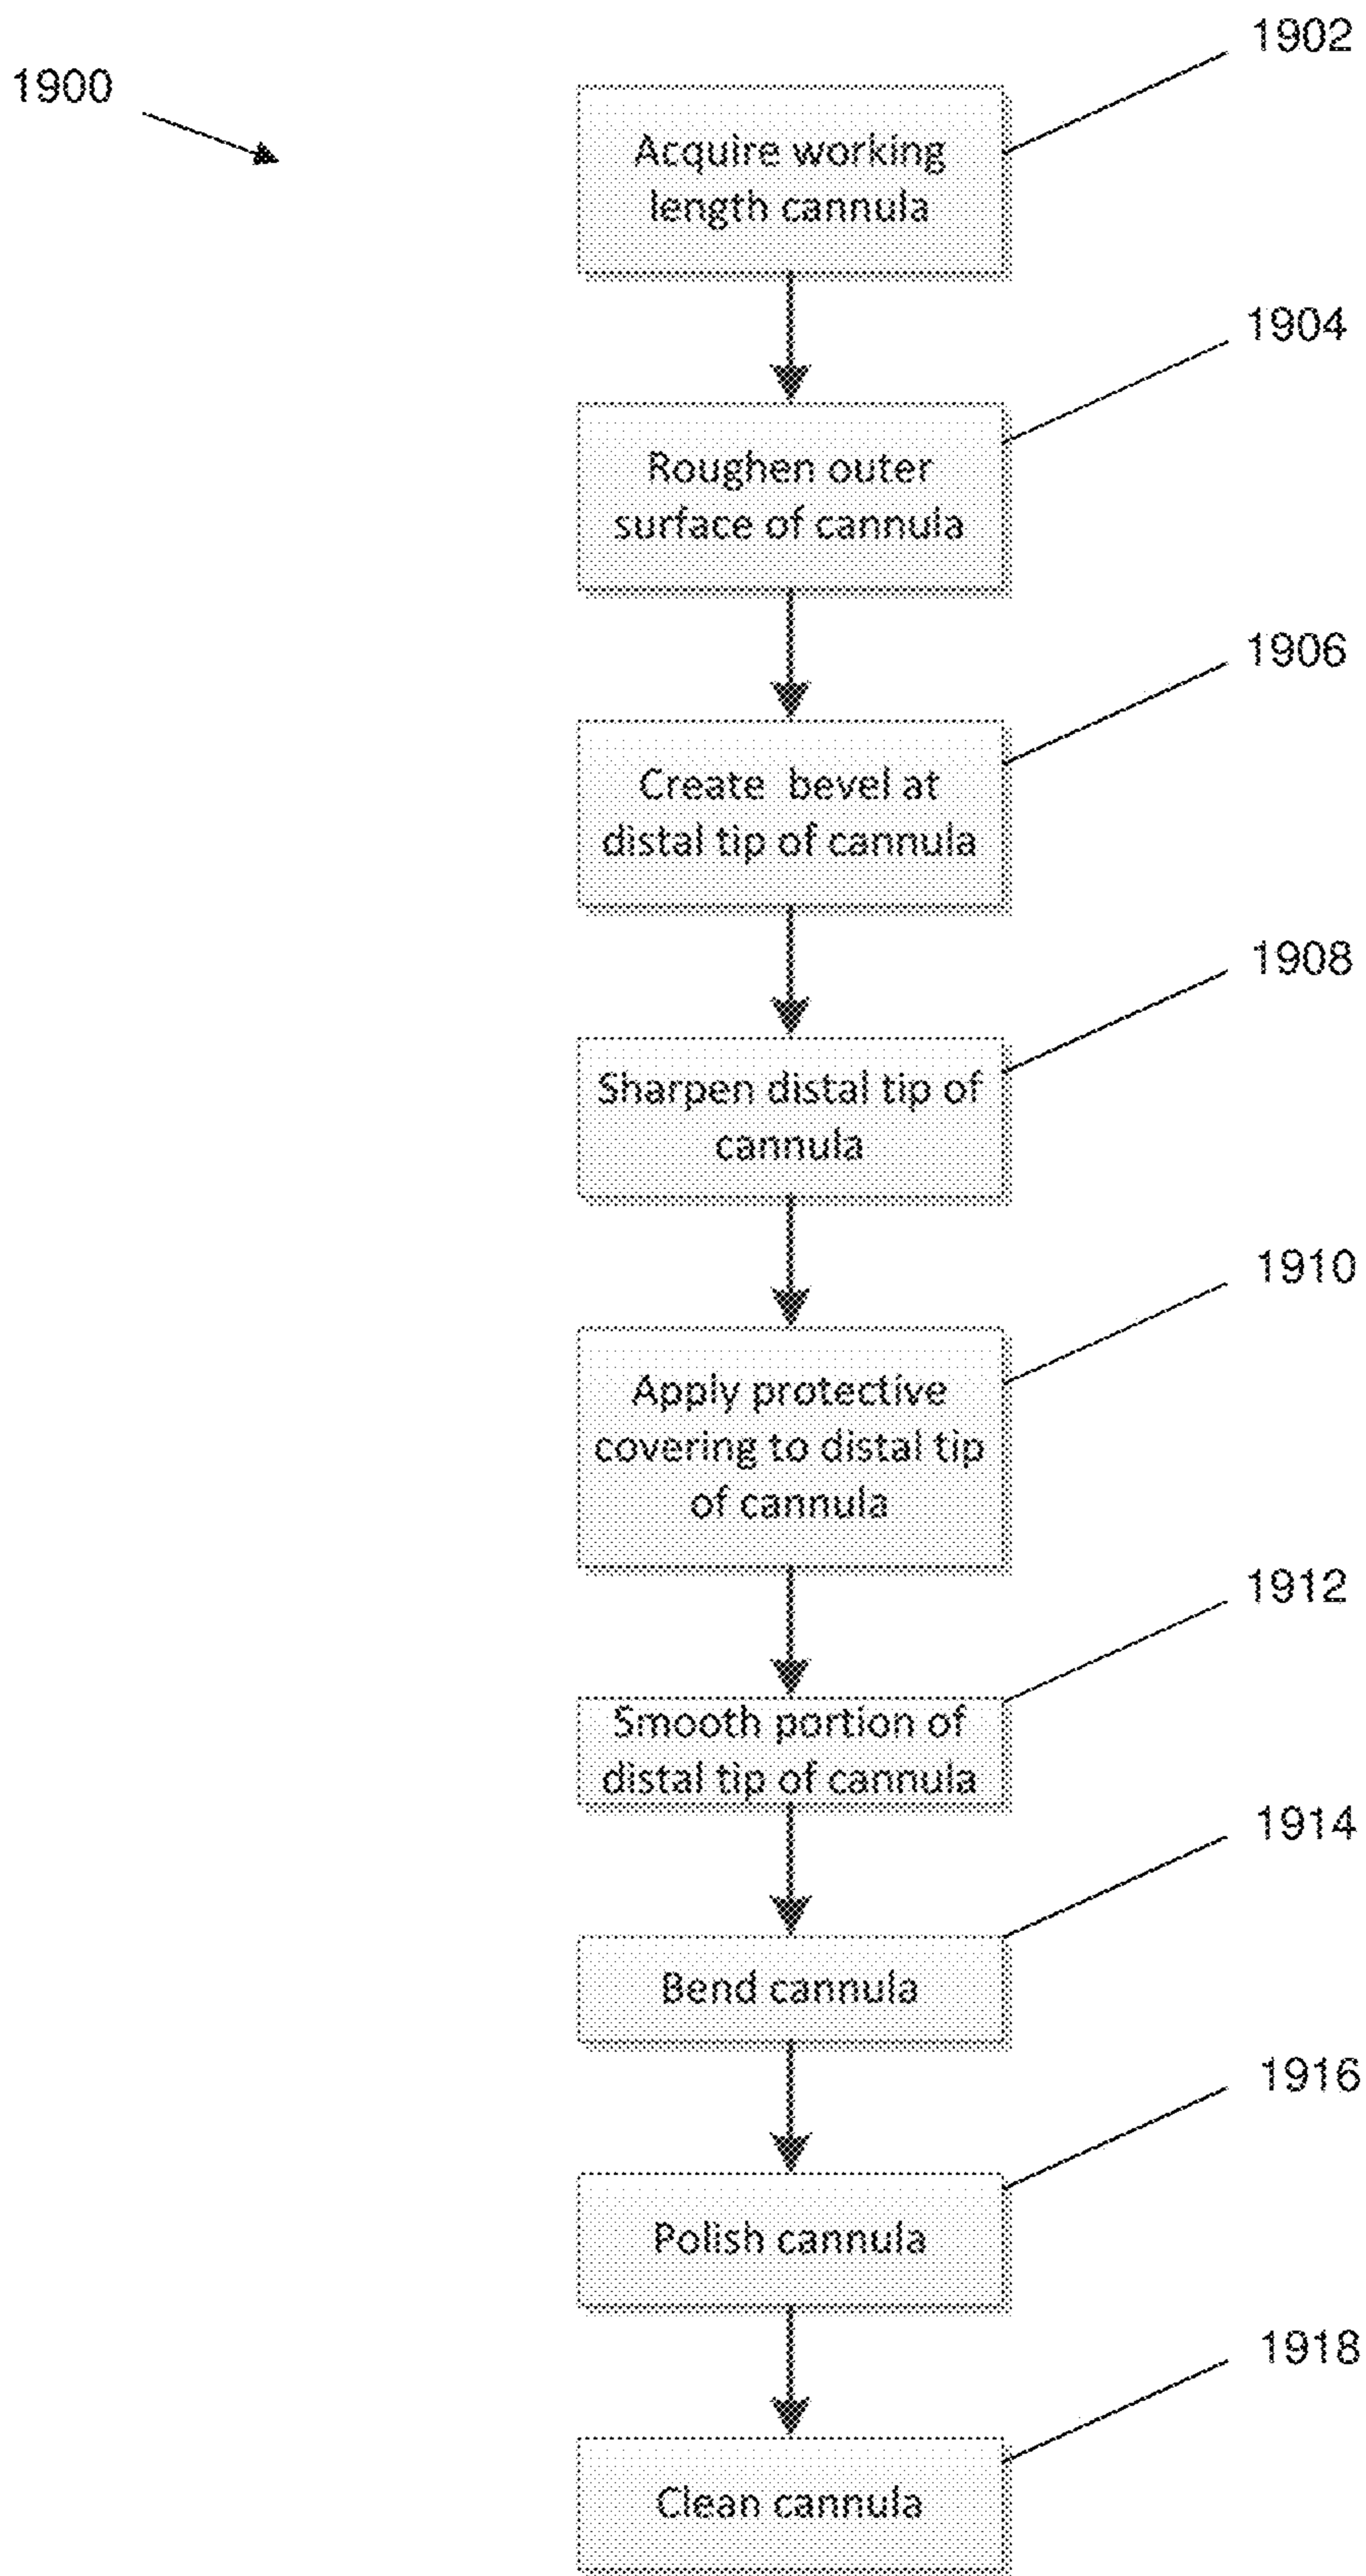 1902
1900
Acquire working
length cannula
1904
Roughen outer
surface of cannula
1906
Create bevel at
distal tip of cannula
1908
Sharpen distal tip of
cannula
1910
Apply protective
covering to distal tip
of cannula
1912
Smooth portion of
distal tip of cannula
1914
Bend cannula
1916
Polish cannula
1918
Clean cannula